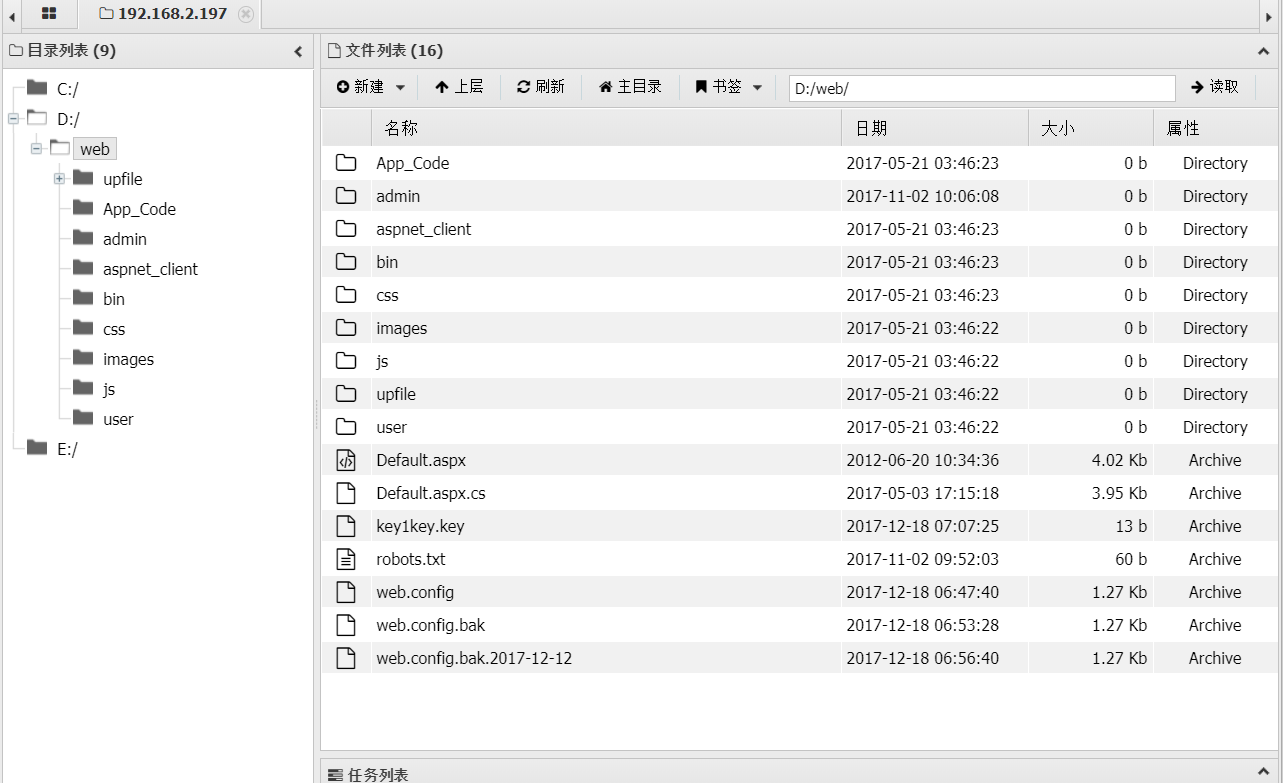 192.168.2.197
目录列表 (9)
C:/
D:/
web
upfile
App_Code
admin
aspnet_client
bin
css
images
js
user
E:/
文件列表 (16)
新建 上层 刷新 主目录 书签 D:/web/ 读取
名称 日期 大小 属性
App_Code 2017-05-21 03:46:23 0 b Directory
admin 2017-11-02 10:06:08 0 b Directory
aspnet_client 2017-05-21 03:46:23 0 b Directory
bin 2017-05-21 03:46:23 0 b Directory
css 2017-05-21 03:46:23 0 b Directory
images 2017-05-21 03:46:22 0 b Directory
js 2017-05-21 03:46:22 0 b Directory
upfile 2017-05-21 03:46:22 0 b Directory
user 2017-05-21 03:46:22 0 b Directory
Default.aspx 2012-06-20 10:34:36 4.02 Kb Archive
Default.aspx.cs 2017-05-03 17:15:18 3.95 Kb Archive
key1key.key 2017-12-18 07:07:25 13 b Archive
robots.txt 2017-11-02 09:52:03 60 b Archive
web.config 2017-12-18 06:47:40 1.27 Kb Archive
web.config.bak 2017-12-18 06:53:28 1.27 Kb Archive
web.config.bak.2017-12-12 2017-12-18 06:56:40 1.27 Kb Archive
任务列表